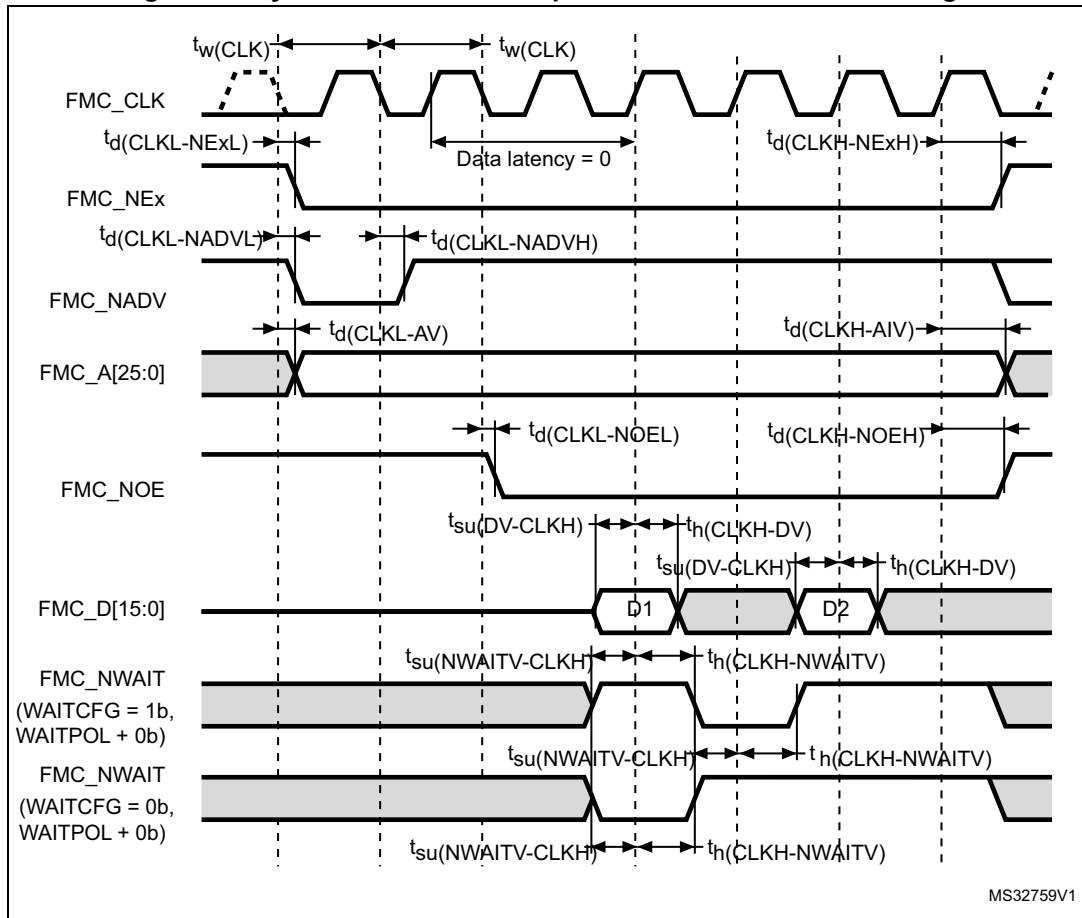 tw(CLK) tw(CLK)
FMC_CLK
td(CLKL-NExL) Data latency = 0 td(CLKH-NExH)
FMC_NEx
td(CLKL-NADVL) td(CLKL-NADVH)
FMC_NADV
td(CLKL-AV) td(CLKH-AIV)
FMC_A[25:0]
td(CLKL-NOEL) td(CLKH-NOEH)
FMC_NOE
tsu(DV-CLKH) th(CLKH-DV)
tsu(DV-CLKH) th(CLKH-DV)
FMC_D[15:0] D1 D2
tsu(NWAITV-CLKH) th(CLKH-NWAITV)
FMC_NWAIT
(WAITCFG = 1b,
WAITPOL + 0b)
tsu(NWAITV-CLKH) th(CLKH-NWAITV)
FMC_NWAIT
(WAITCFG = 0b,
WAITPOL + 0b)
tsu(NWAITV-CLKH) th(CLKH-NWAITV)
MS32759V1